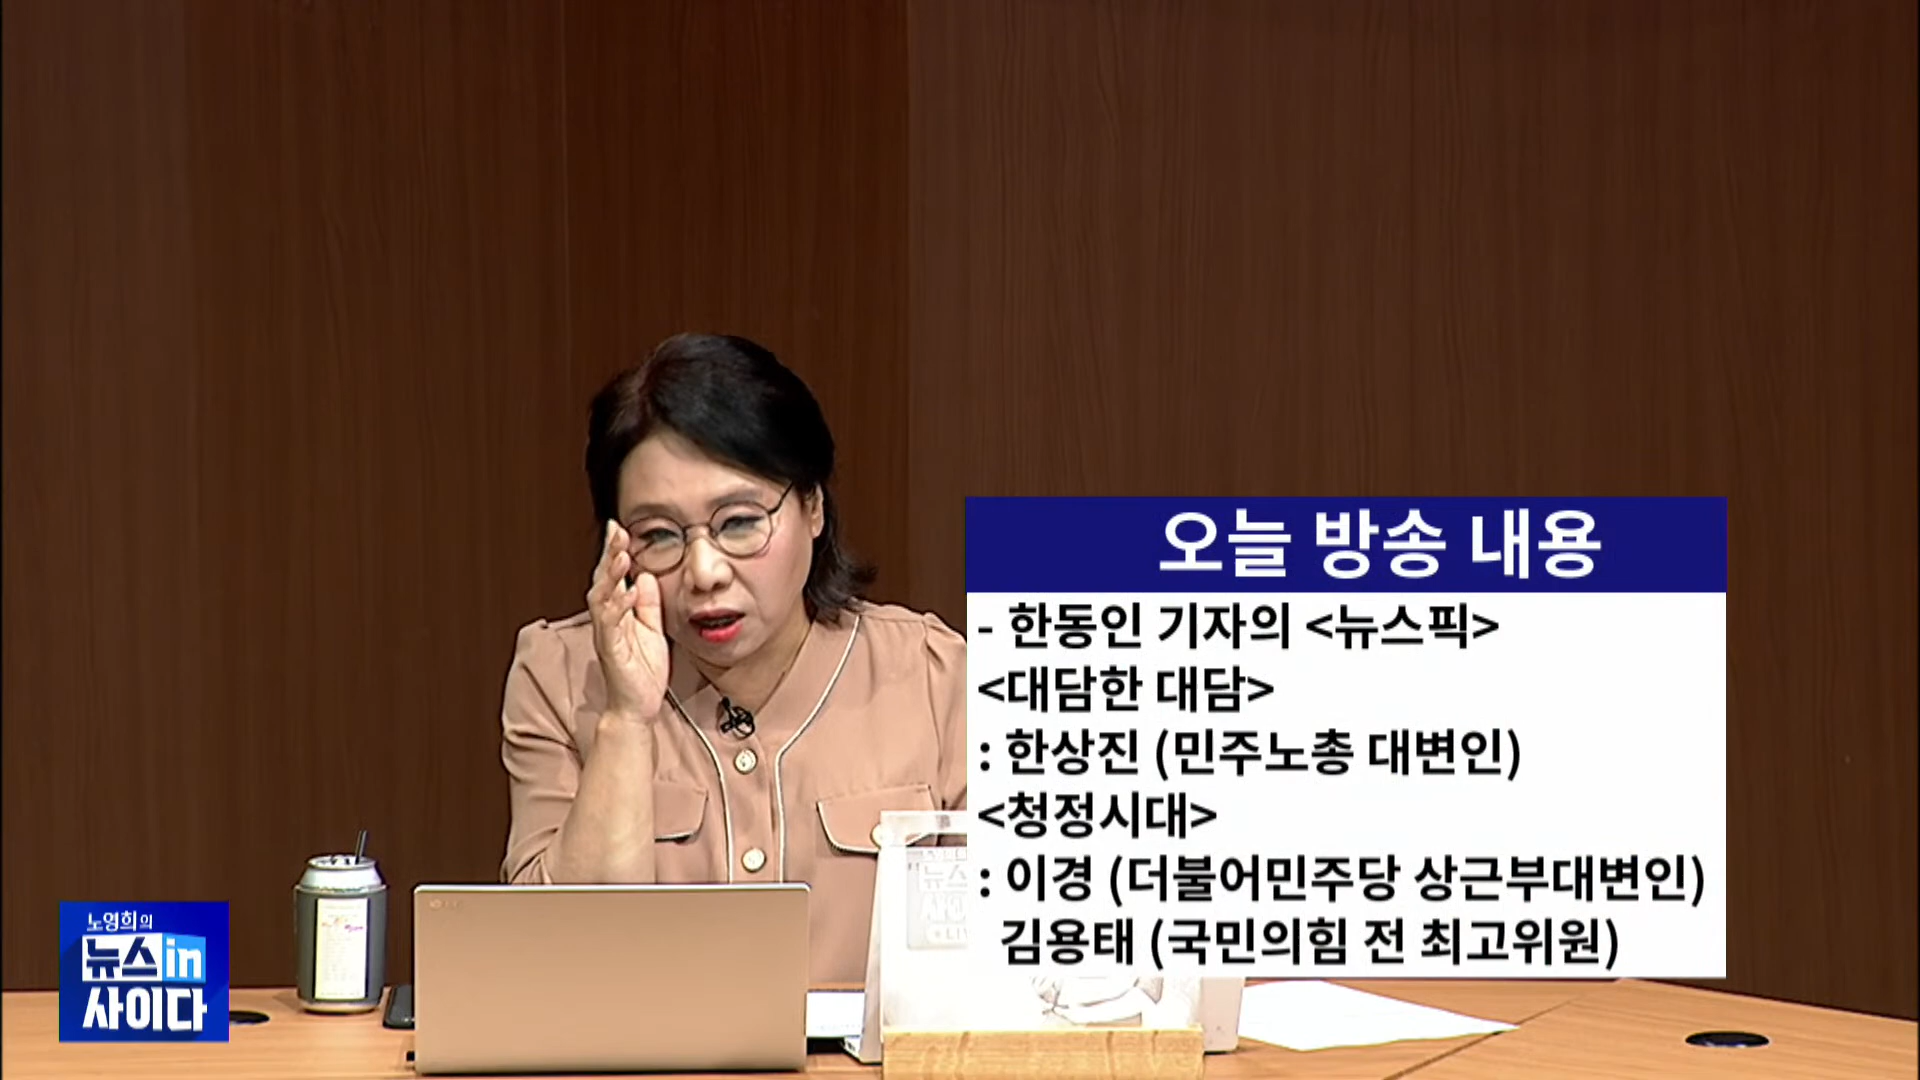 오늘 방송 내용
- 한동인 기자의 <뉴스픽>
<대담한 대담>
: 한상진 (민주노총 대변인)
<청정시대>
: 이경 (더불어민주당 상근부대변인)
김용태 (국민의힘 전 최고위원)
노영희의
뉴스in
사이다